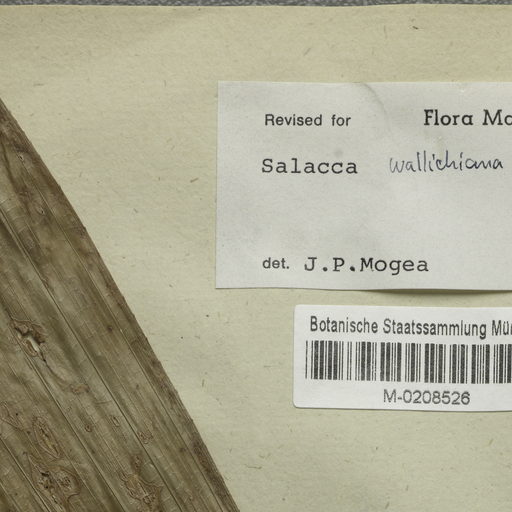 Revised for Flora Ma
Salacca wallichiana
det. J.P.Mogea
Botanische Staatssammlung Mün
M-0208526